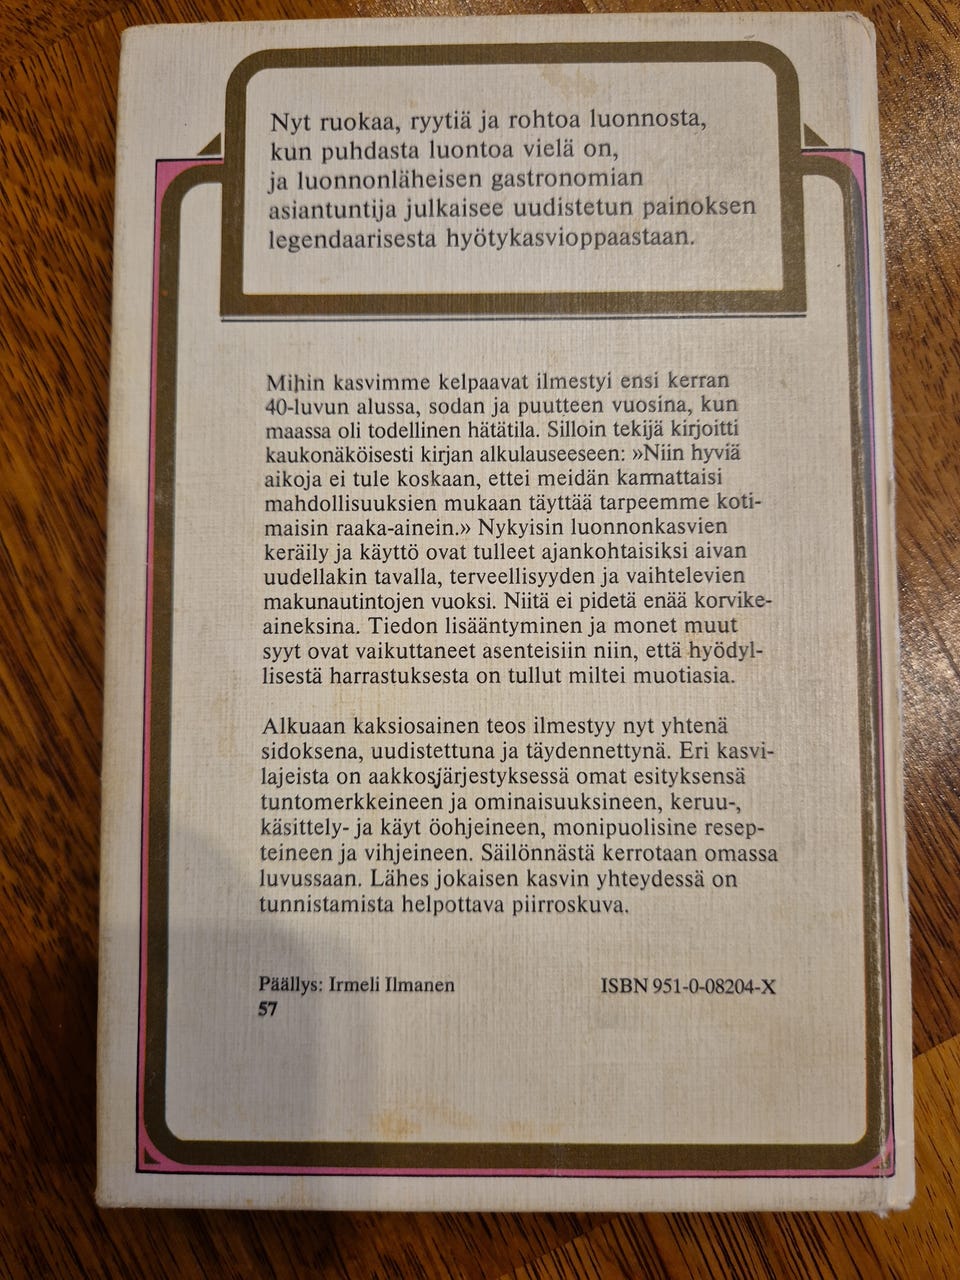 Nyt ruokaa, ryytiä ja rohtoa luonnosta,
kun puhdasta luontoa vielä on,
ja luonnonläheisen gastronomian
asiantuntija julkaisee uudistetun painoksen
legendaarisesta hyötykasvioppaastaan.
Mihin kasvimme kelpaavat ilmestyi ensi kerran
40-luvun alussa, sodan ja puutteen vuosina, kun
maassa oli todellinen hätätila. Silloin tekijä kirjoitti
kaukonäköisesti kirjan alkulauseeseen: »Niin hyviä
aikoja ei tule koskaan, ettei meidän kannattaisi
mahdollisuuksien mukaan täyttää tarpeemme koti-
maisin raaka-ainein.» Nykyisin luonnonkasvien
keräily ja käyttö ovat tulleet ajankohtaisiksi aivan
uudellakin tavalla, terveellisyyden ja vaihtelevien
makunautintojen vuoksi. Niitä ei pidetä enää korvike-
aineksina. Tiedon lisääntyminen ja monet muut
syyt ovat vaikuttaneet asenteisiin niin, että hyödyl-
lisestä harrastuksesta on tullut miltei muotiasia.
Alkuaan kaksiosainen teos ilmestyy nyt yhtenä
sidoksena, uudistettuna ja täydennettynä. Eri kasvi-
lajeista on aakkosjärjestyksessä omat esityksensä
tuntomerkkeineen ja ominaisuuksineen, keruu-,
käsittely- ja käyt öohjeineen, monipuolisine resep-
teineen ja vihjeineen. Säilönnästä kerrotaan omassa
luvussaan. Lähes jokaisen kasvin yhteydessä on
tunnistamista helpottava piirroskuva.
Päällys: Irmeli Ilmanen ISBN 951-0-08204-X
57